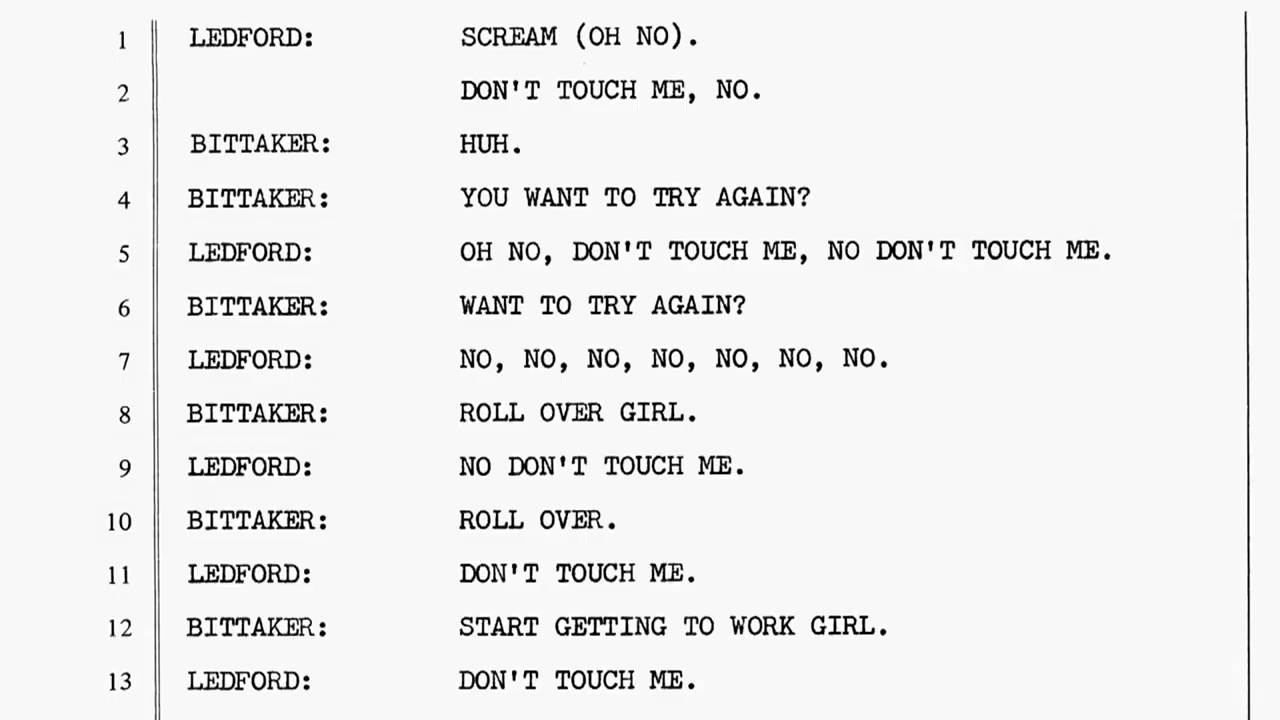 1 LEDFORD: SCREAM (OH NO).
2 DON'T TOUCH ME, NO.
3 BITTAKER: HUH.
4 BITTAKER: YOU WANT TO TRY AGAIN?
5 LEDFORD: OH NO, DON'T TOUCH ME, NO DON'T TOUCH ME.
6 BITTAKER: WANT TO TRY AGAIN?
7 LEDFORD: NO, NO, NO, NO, NO, NO, NO.
8 BITTAKER: ROLL OVER GIRL.
9 LEDFORD: NO DON'T TOUCH ME.
10 BITTAKER: ROLL OVER.
11 LEDFORD: DON'T TOUCH ME.
12 BITTAKER: START GETTING TO WORK GIRL.
13 LEDFORD: DON'T TOUCH ME.